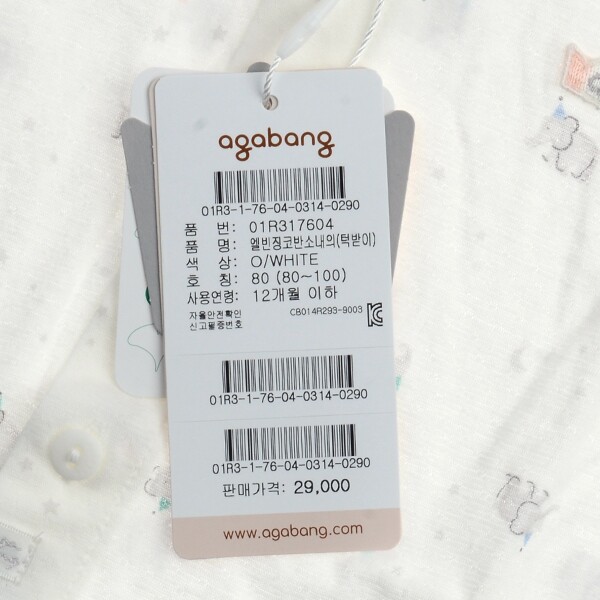 agabang
01R3-1-76-04-0314-0290
품 번: 01R317604
품 명: 엘빈징코반소내의(턱받이)
색 상: O/WHITE
호 칭: 80 (80~100)
사용연령: 12개월 이하
자율안전확인
신고필증번호 CB014R293-9003
01R3-1-76-04-0314-0290
01R3-1-76-04-0314-0290
판매가격: 29,000
www.agabang.com